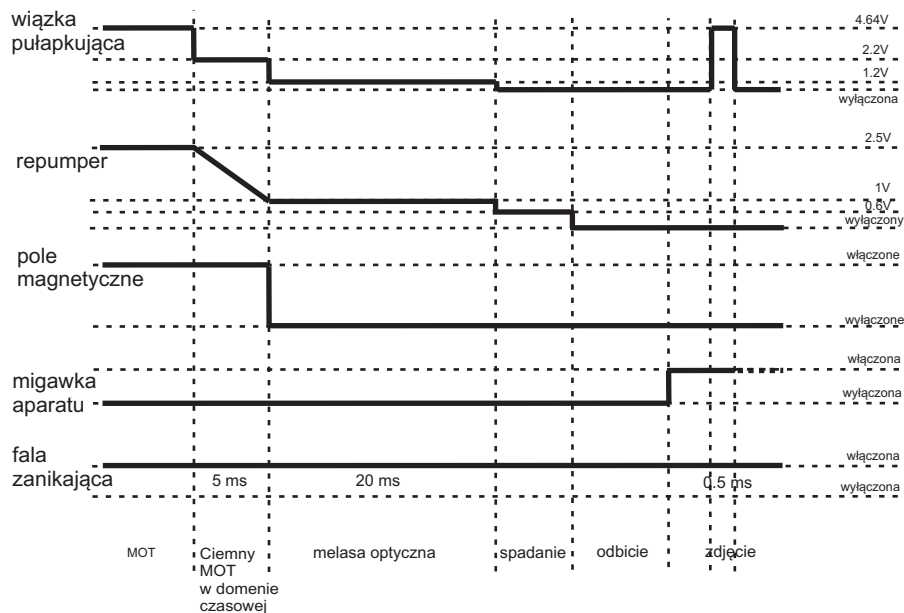 wiązka
pułapkująca
4.64V
2.2V
1.2V
wyłączona
repumper
2.5V
1V
0.6V
wyłączony
pole
magnetyczne
włączone
wyłączone
migawka
aparatu
włączona
wyłączona
fala
zanikająca
włączona
wyłączona
5 ms
20 ms
0.5 ms
MOT
Ciemny
MOT
w domenie
czasowej
melasa optyczna
spadanie
odbicie
zdjęcie